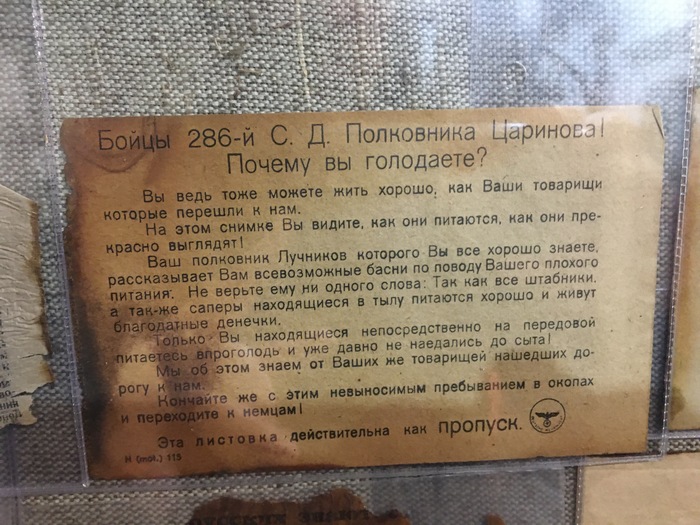 Бойцы 286-й С. Д. Полковника Царинова!
Почему вы голодаете?
Вы ведь тоже можете жить хорошо, как Ваши товарищи
которые перешли к нам.
На этом снимке Вы видите, как они питаются, как они пре-
красно выглядят!
Ваш полковник Лучников которого Вы все хорошо знаете,
рассказывает Вам всевозможные басни по поводу Вашего плохого
питания. Не верьте ему ни одного слова: Так как все штабники,
а так-же саперы находящиеся в тылу питаются хорошо и живут
благодатные денечки.
Только Вы находящиеся непосредственно на передовой
питаетесь впроголодь и уже давно не наедались до сыта!
Мы об этом знаем от Ваших же товарищей нашедших до-
рогу к нам.
Кончайте же с этим невыносимым пребыванием в окопах
и переходите к немцам!
Эта листовка действительна как пропуск.
N (mot.) 115